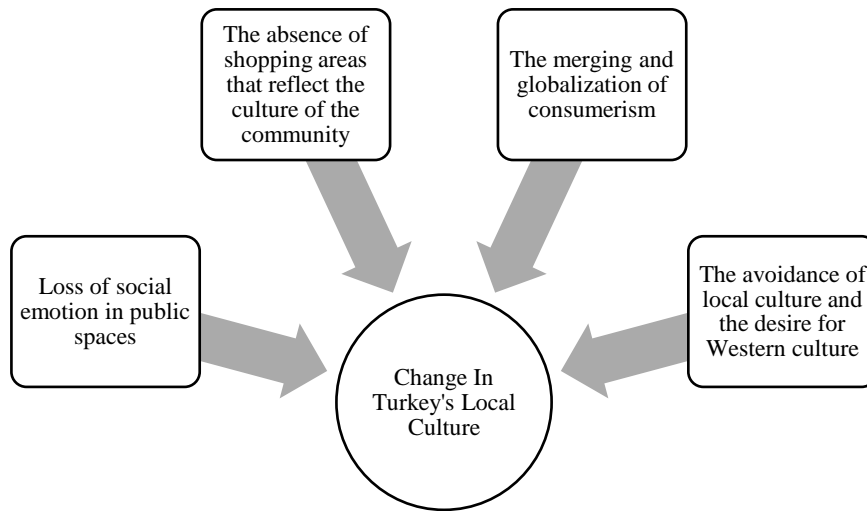 The absence of
shopping areas
that reflect the
culture of the
community
The merging and
globalization of
consumerism
Loss of social
emotion in public
spaces
The avoidance of
local culture and
the desire for
Western culture
Change In
Turkey's Local
Culture